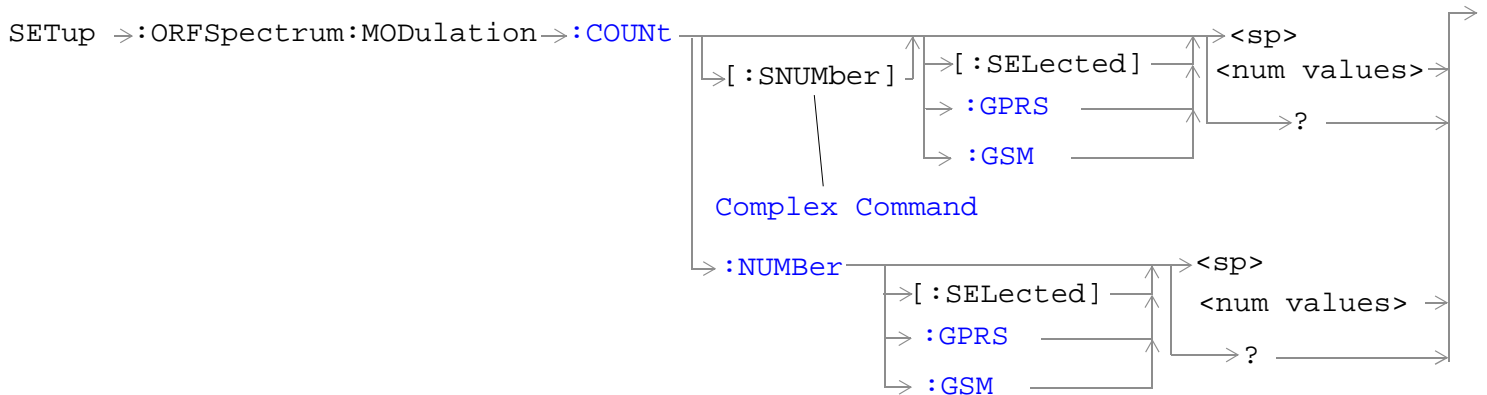 SETup :ORFSpectrum:MODulation :COUNt <sp>
[:SNUMber] [:SELected] <num values>
:GPRS ?
:GSM
Complex Command
:NUMBer <sp>
[:SELected] <num values>
:GPRS ?
:GSM